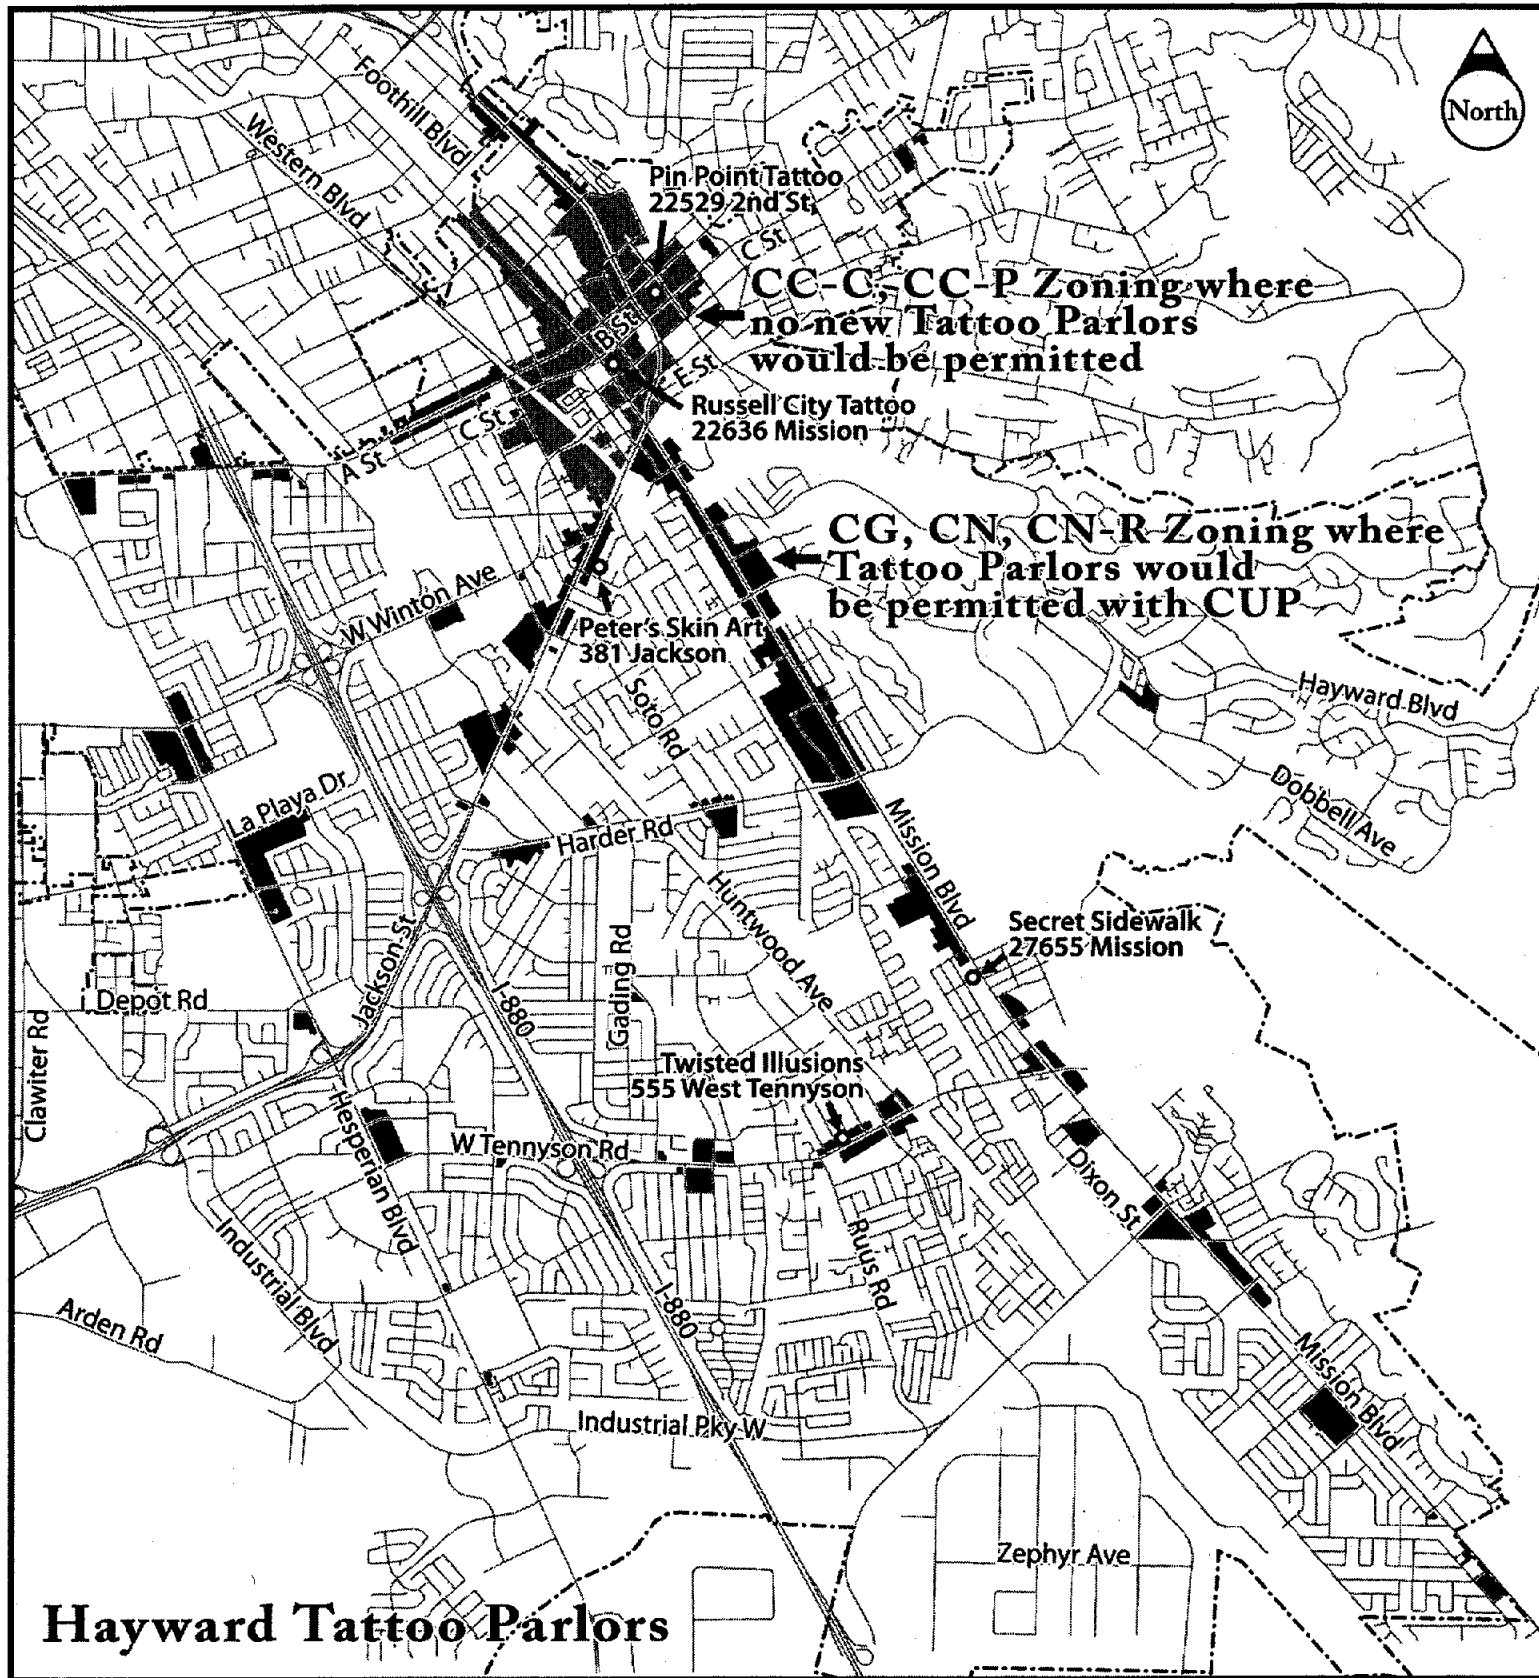 North
Foothill Blvd
Western Blvd
Pin Point Tattoo
22529 2nd St
C St
CC-C, CC-P Zoning where
no new Tattoo Parlors
would be permitted
B St
E St
Russell City Tattoo
22636 Mission
C St
A St
CG, CN, CN-R Zoning where
Tattoo Parlors would
be permitted with CUP
W Winton Ave
Peter's Skin Art
381 Jackson
Soto Rd
Hayward Blvd
La Playa Dr
Dobbell Ave
Harder Rd
Mission Blvd
Huntwood Ave
Secret Sidewalk
27655 Mission
Jackson St
Gading Rd
Depot Rd
I-880
Clawiter Rd
Twisted Illusions
555 West Tennyson
Hesperian Blvd
W Tennyson Rd
Dixon St
Industrial Blvd
Ruus Rd
Arden Rd
I-880
Mission Blvd
Industrial Pky W
Zephyr Ave
Hayward Tattoo Parlors